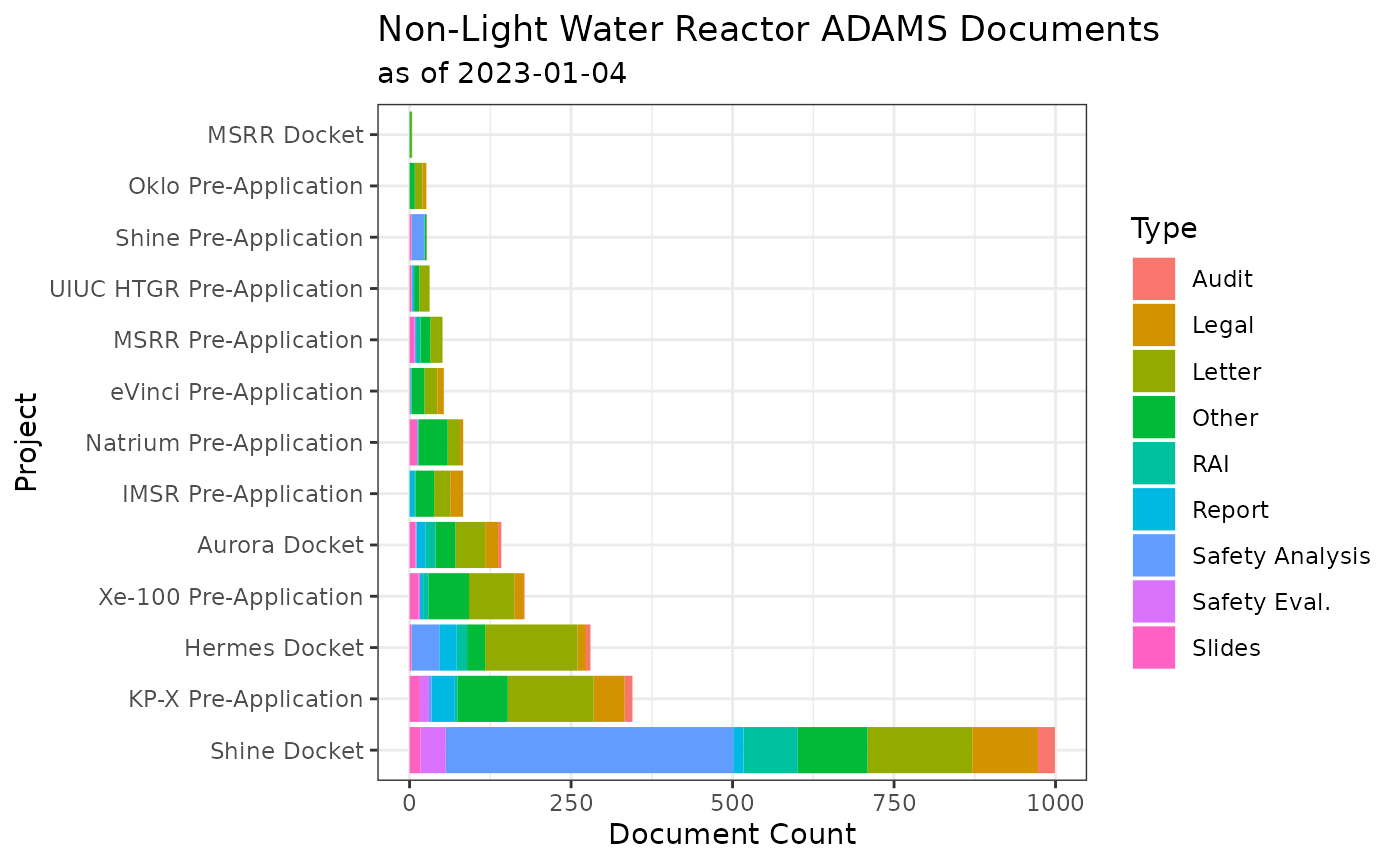 Non-Light Water Reactor ADAMS Documents
as of 2023-01-04
Project
MSRR Docket
Oklo Pre-Application
Shine Pre-Application
UIUC HTGR Pre-Application
MSRR Pre-Application
eVinci Pre-Application
Natrium Pre-Application
IMSR Pre-Application
Aurora Docket
Xe-100 Pre-Application
Hermes Docket
KP-X Pre-Application
Shine Docket
0 250 500 750 1000
Document Count
Type
Audit
Legal
Letter
Other
RAI
Report
Safety Analysis
Safety Eval.
Slides